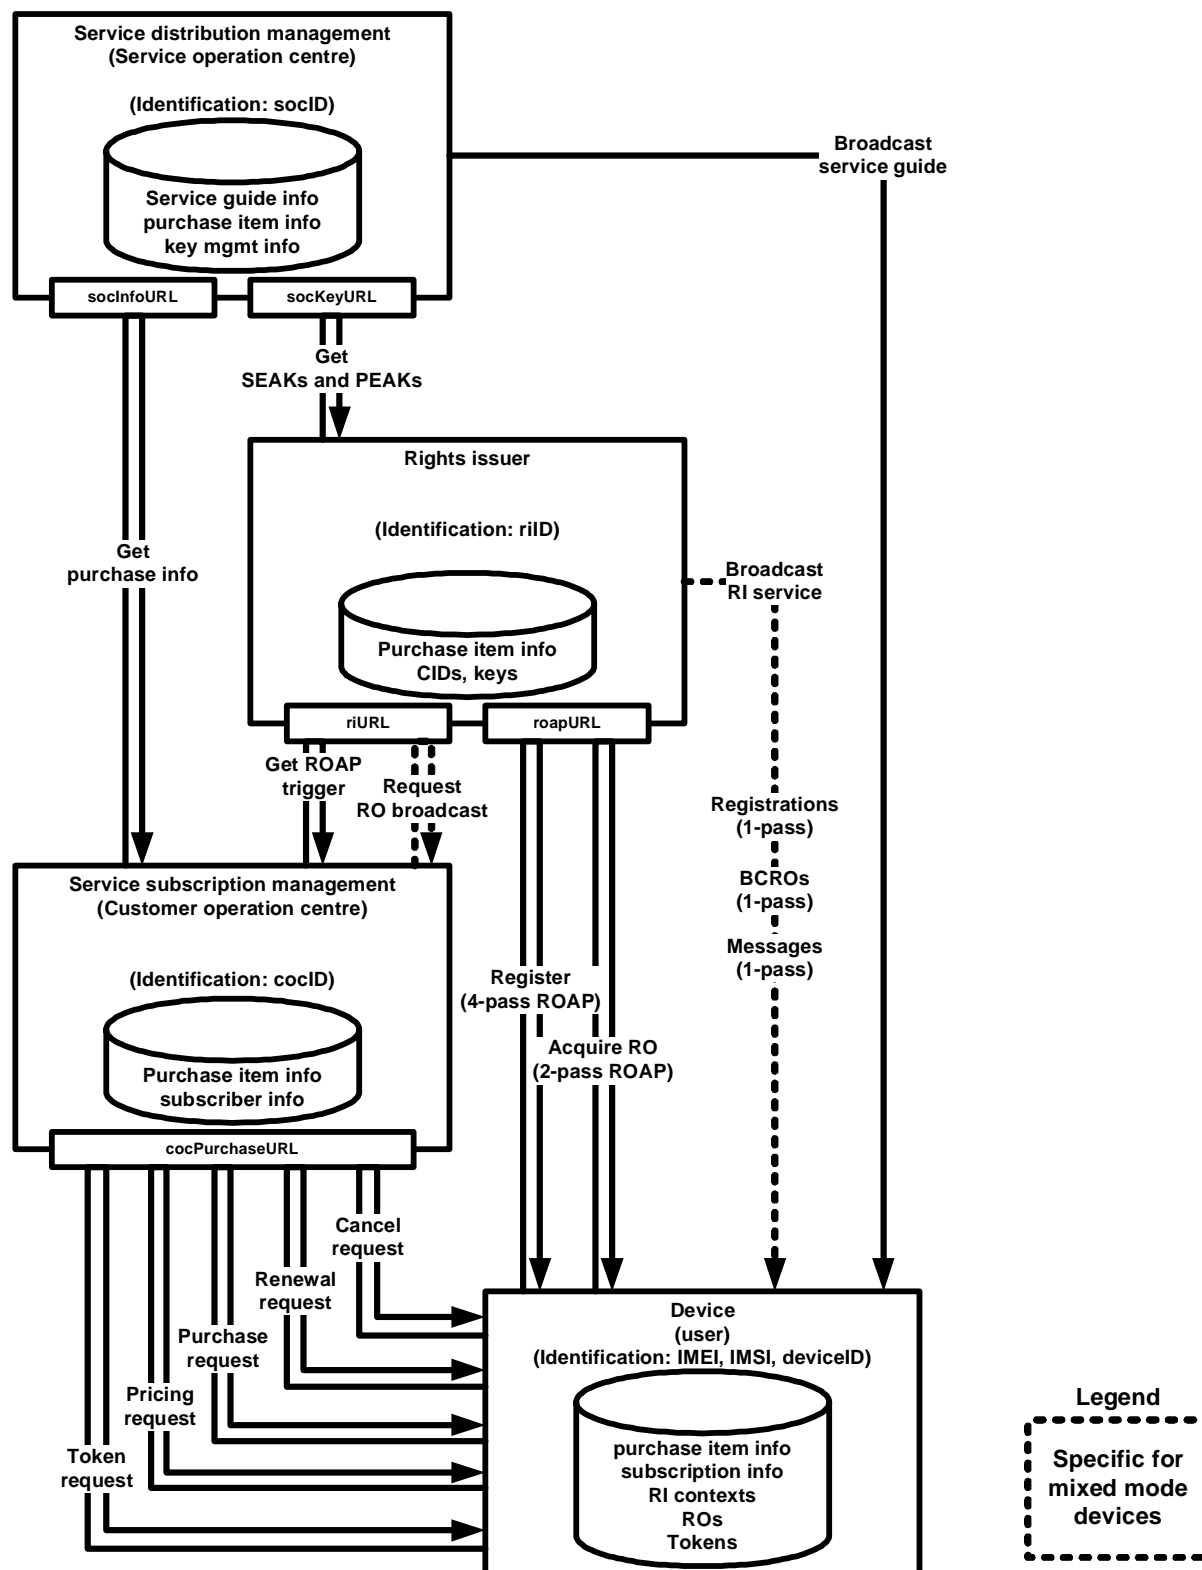 Service distribution management
(Service operation centre)
(Identification: socID)
Service guide info
purchase item info
key mgmt info
socInfoURL
socKeyURL
Broadcast
service guide
Get
SEAKs and PEAKs
Get
purchase info
Rights issuer
(Identification: riID)
Purchase item info
CIDs, keys
riURL
roapURL
Broadcast
RI service
Get ROAP
trigger
Request
RO broadcast
Registrations
(1-pass)
BCROs
(1-pass)
Messages
(1-pass)
Service subscription management
(Customer operation centre)
(Identification: cocID)
Purchase item info
subscriber info
cocPurchaseURL
Register
(4-pass ROAP)
Acquire RO
(2-pass ROAP)
Cancel
request
Renewal
request
Purchase
request
Pricing
request
Token
request
Device
(user)
(Identification: IMEI, IMSI, deviceID)
purchase item info
subscription info
RI contexts
ROs
Tokens
Legend
Specific for
mixed mode
devices